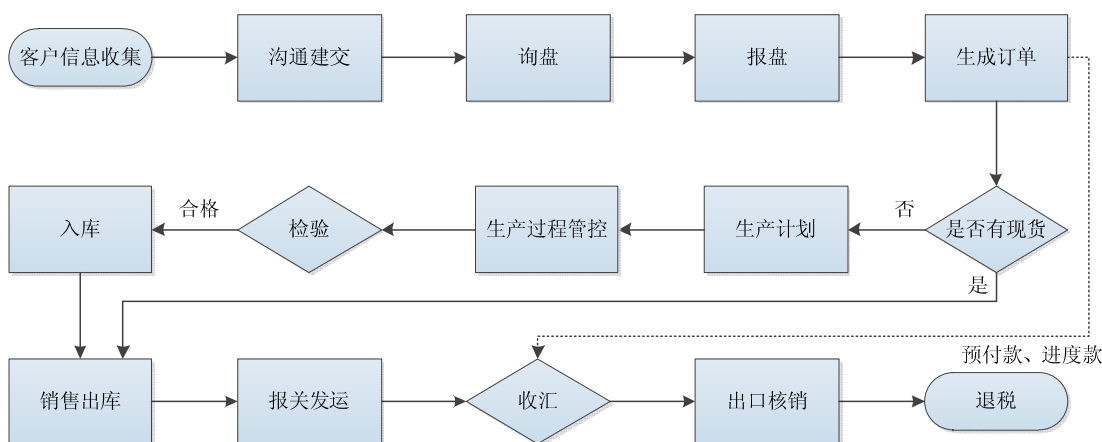 客户信息收集
沟通建交
询盘
报盘
生成订单
入库
合格
检验
生产过程管控
生产计划
否
是否有现货
是
预付款、进度款
销售出库
报关发运
收汇
出口核销
退税